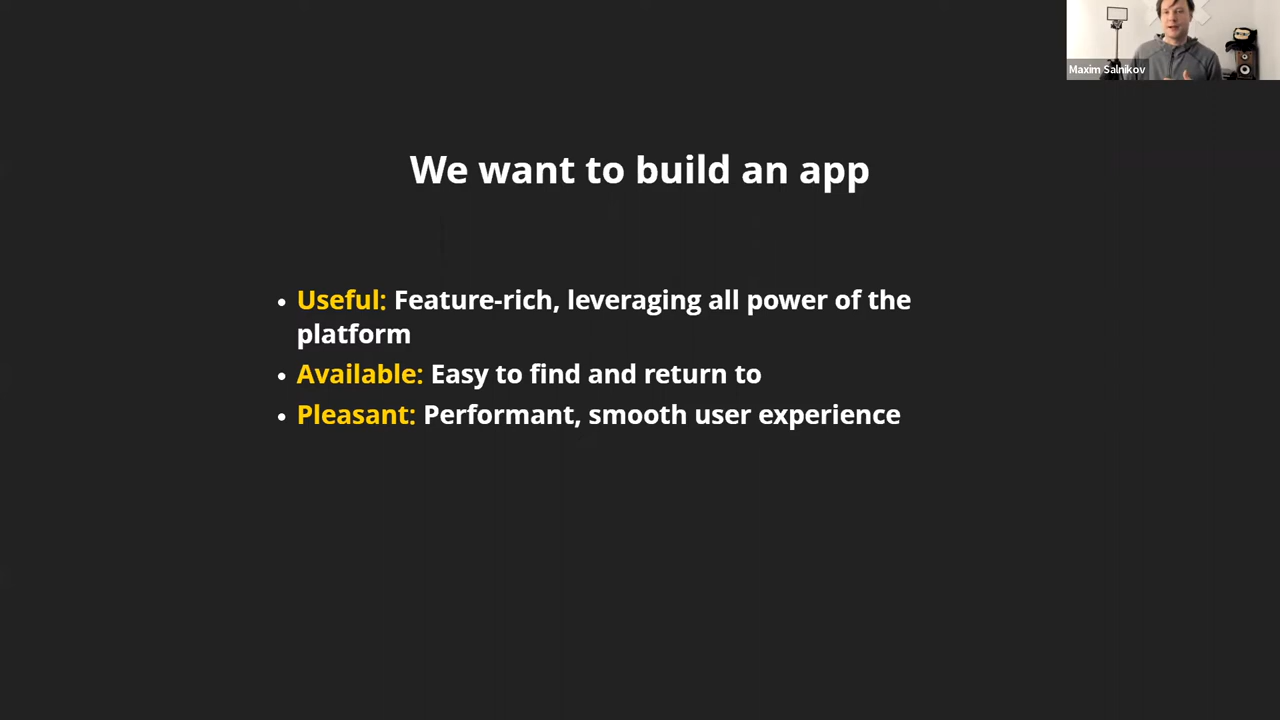 Maxim Salnikov
We want to build an app
• Useful: Feature-rich, leveraging all power of the
platform
• Available: Easy to find and return to
• Pleasant: Performant, smooth user experience